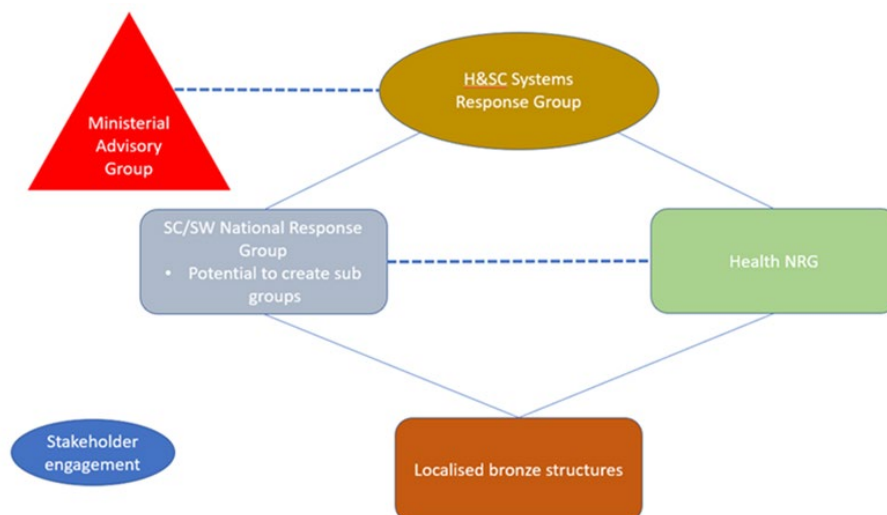 H&SC Systems
Response Group
Ministerial
Advisory
Group
SC/SW National Response
Group
• Potential to create sub
groups
Health NRG
Stakeholder
engagement
Localised bronze structures